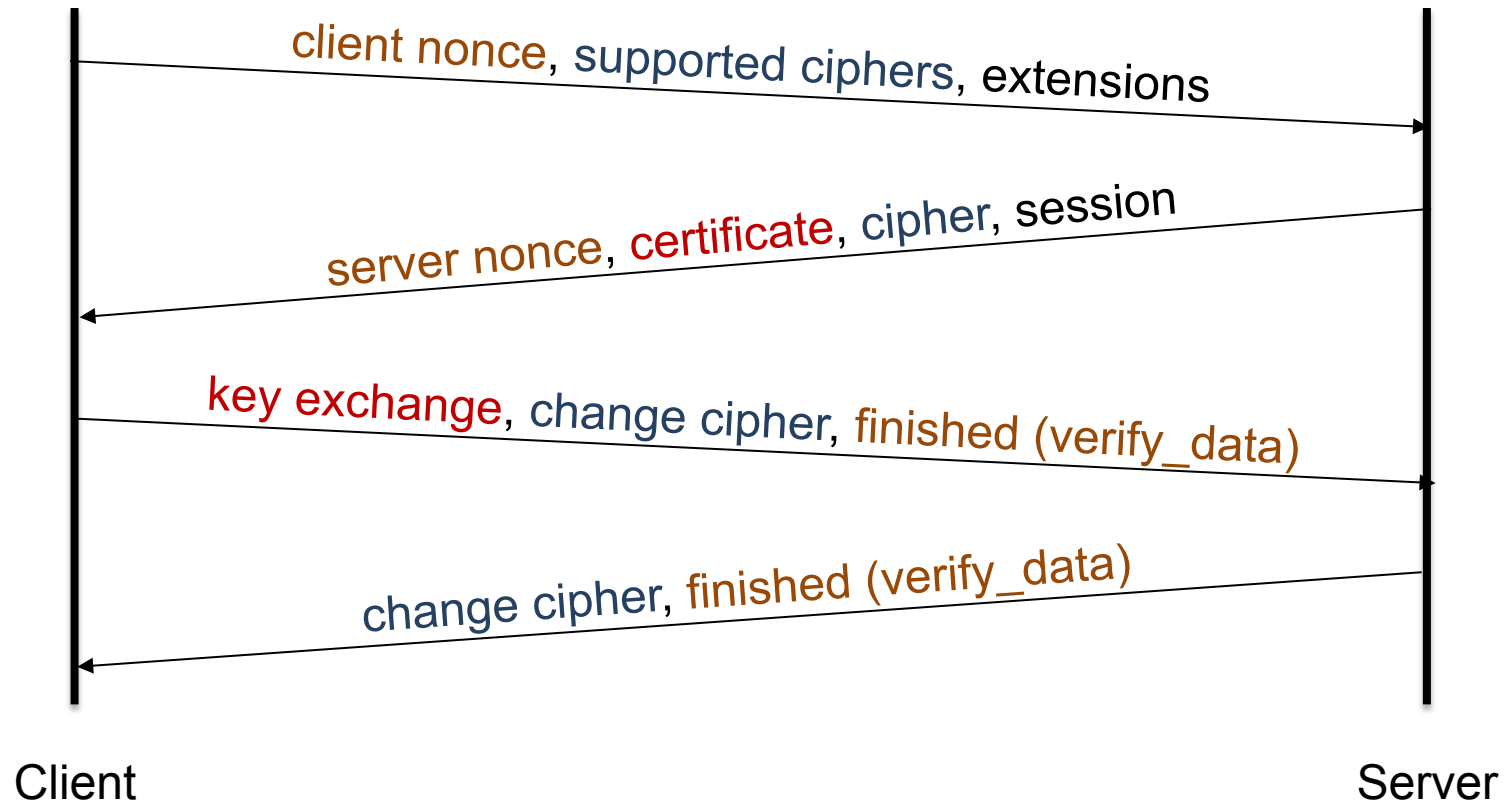 client nonce, supported ciphers, extensions
server nonce, certificate, cipher, session
key exchange, change cipher, finished (verify_data)
change cipher, finished (verify_data)
Client
Server